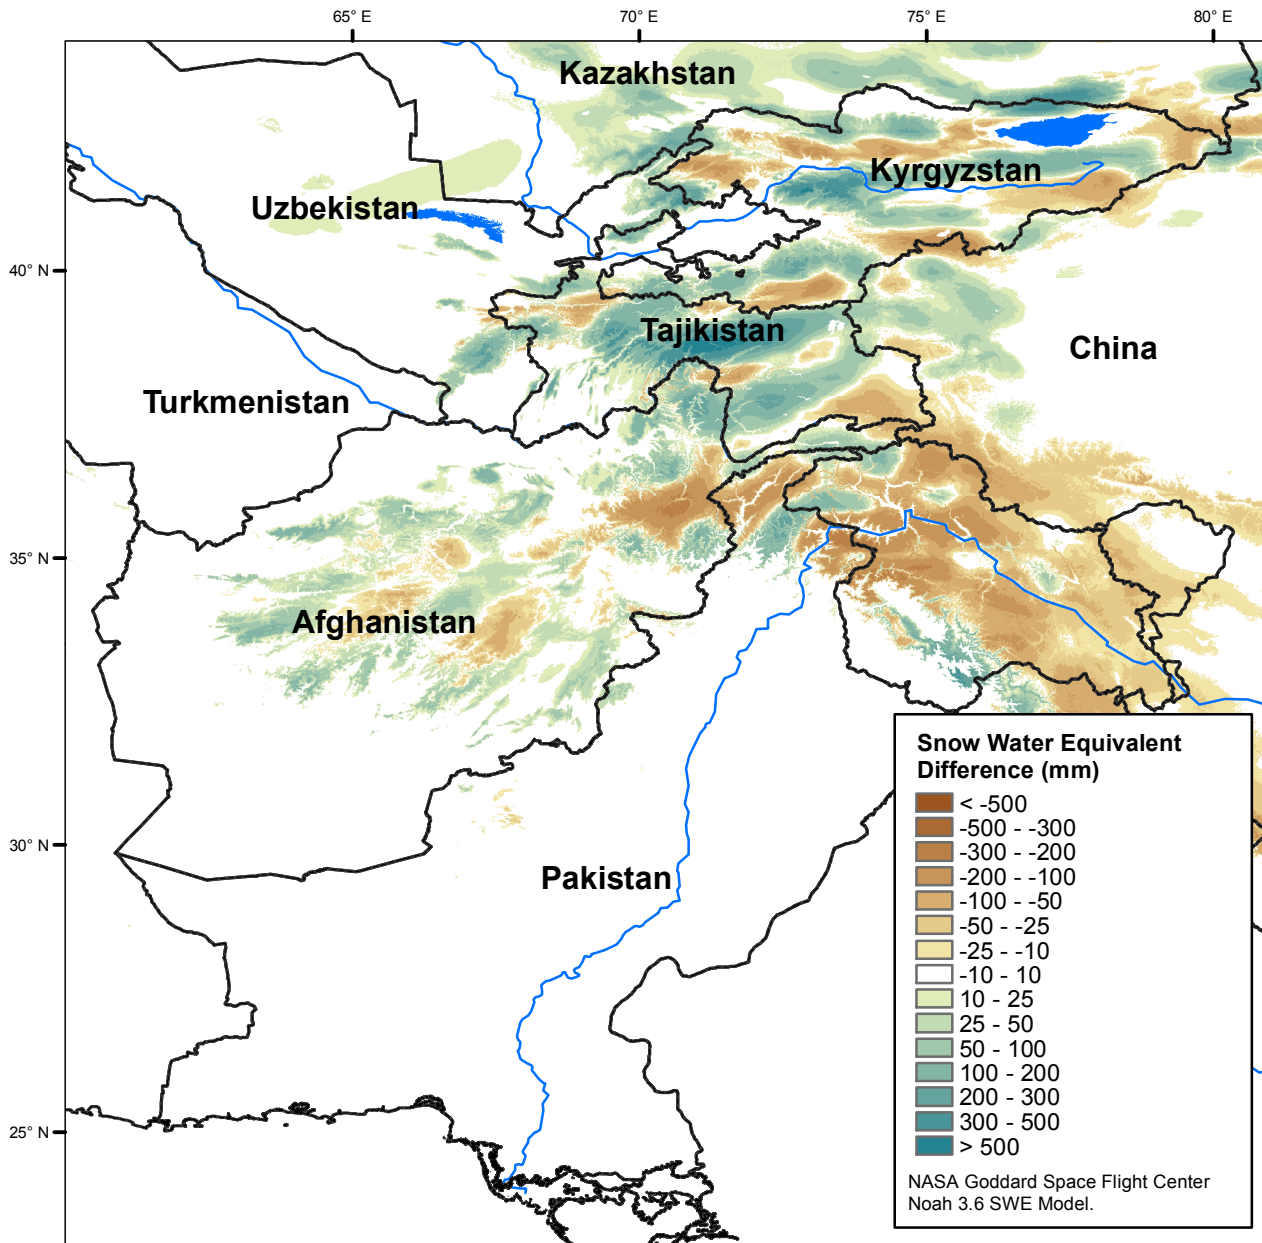 65° E
70° E
75° E
80° E
Kazakhstan
Kyrgyzstan
Uzbekistan
40° N
Tajikistan
China
Turkmenistan
35° N
Afghanistan
30° N
Pakistan
25° N
Snow Water Equivalent
Difference (mm)
< -500
-500 - -300
-300 - -200
-200 - -100
-100 - -50
-50 - -25
-25 - -10
-10 - 10
10 - 25
25 - 50
50 - 100
100 - 200
200 - 300
300 - 500
> 500
NASA Goddard Space Flight Center
Noah 3.6 SWE Model.